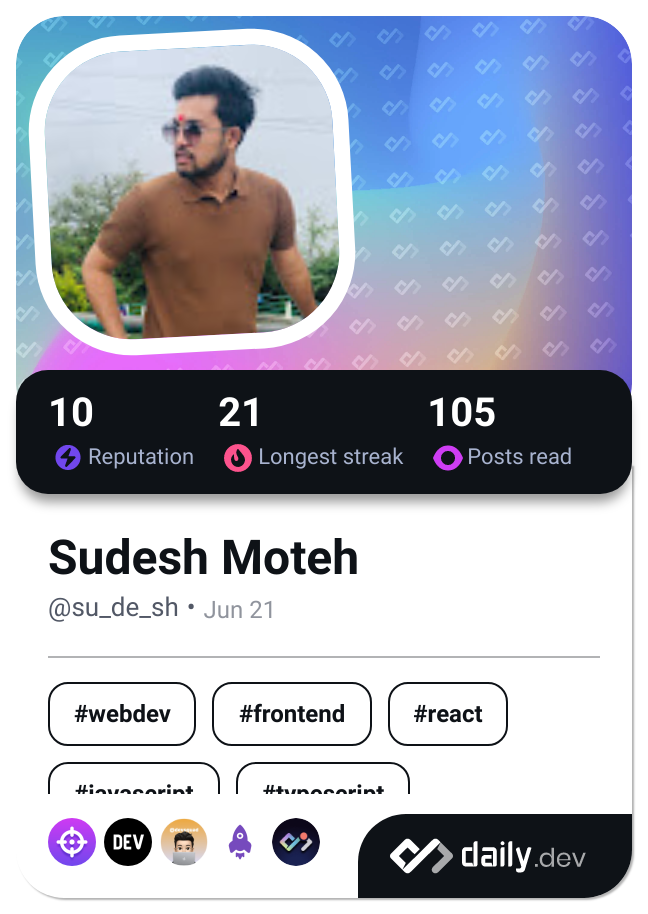 10 21 105
Reputation Longest streak Posts read
Sudesh Moteh
@su_de_sh • Jun 21
#webdev #frontend #react
#javascript #typescript
DEV
daily.dev